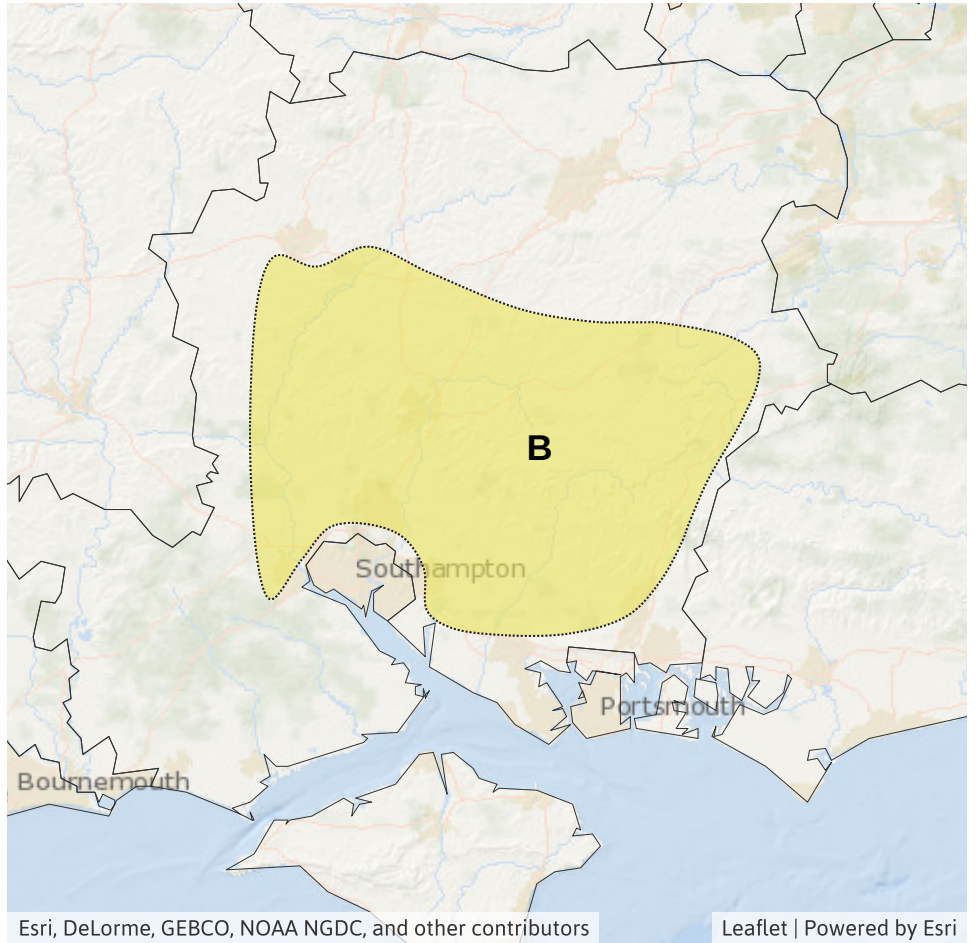 B
Southampton
Portsmouth
Bournemouth
Esri, DeLorme, GEBCO, NOAA NGDC, and other contributors
Leaflet | Powered by Esri